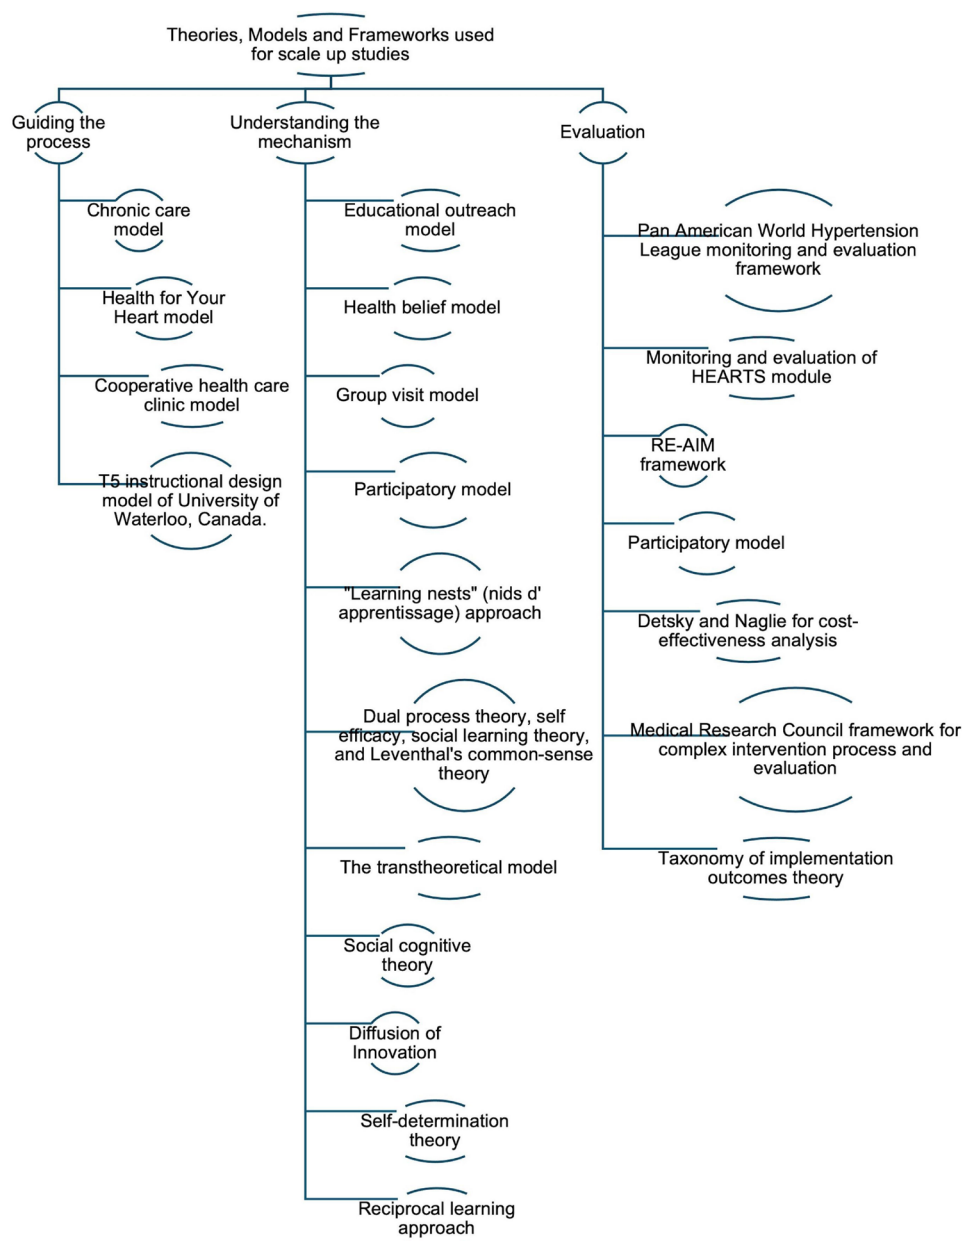 Theories, Models and Frameworks used
for scale up studies
Guiding the
process
Chronic care
model
Health for Your
Heart model
Cooperative health care
clinic model
T5 instructional design
model of University of
Waterloo, Canada.
Understanding the
mechanism
Educational outreach
model
Health belief model
Group visit model
Participatory model
"Learning nests" (nids d'
apprentissage) approach
Dual process theory, self
efficacy, social learning theory,
and Leventhal's common-sense
theory
The transtheoretical model
Social cognitive
theory
Diffusion of
Innovation
Self-determination
theory
Reciprocal learning
approach
Evaluation
Pan American World Hypertension
League monitoring and evaluation
framework
Monitoring and evaluation of
HEARTS module
RE-AIM
framework
Participatory model
Detsky and Naglie for cost-
effectiveness analysis
Medical Research Council framework for
complex intervention process and
evaluation
Taxonomy of implementation
outcomes theory